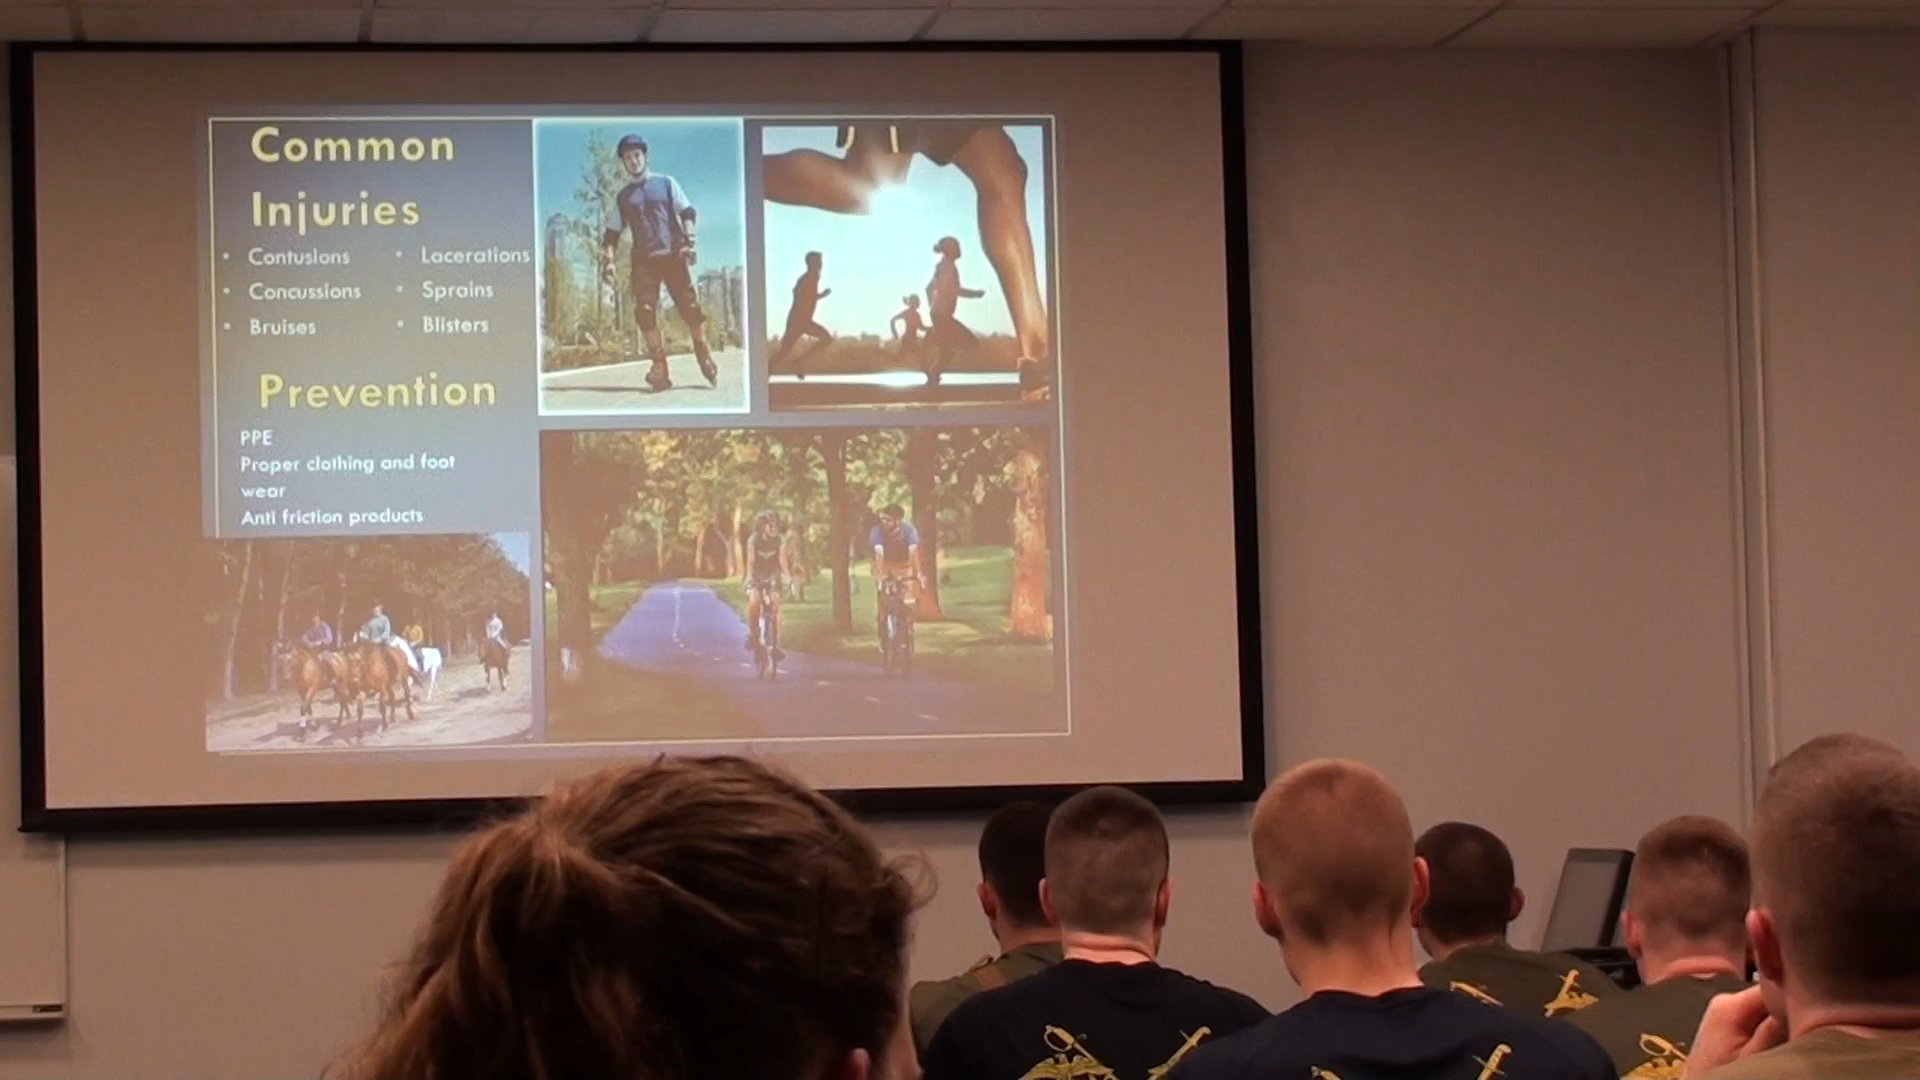 Common
Injuries
• Contusions
• Concussions
• Bruises
• Lacerations
• Sprains
• Blisters
Prevention
PPE
Proper clothing and foot
wear
Anti friction products